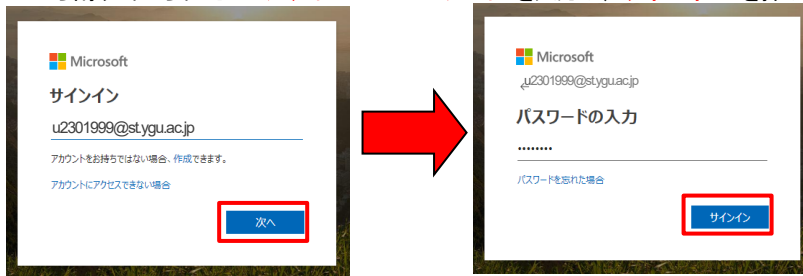 Microsoft
サインイン
u2301999@st.ygu.ac.jp
アカウントをお持ちではない場合、作成できます。
アカウントにアクセスできない場合
次へ
Microsoft
u2301999@st.ygu.ac.jp
パスワードの入力
••••••••
パスワードを忘れた場合
サインイン